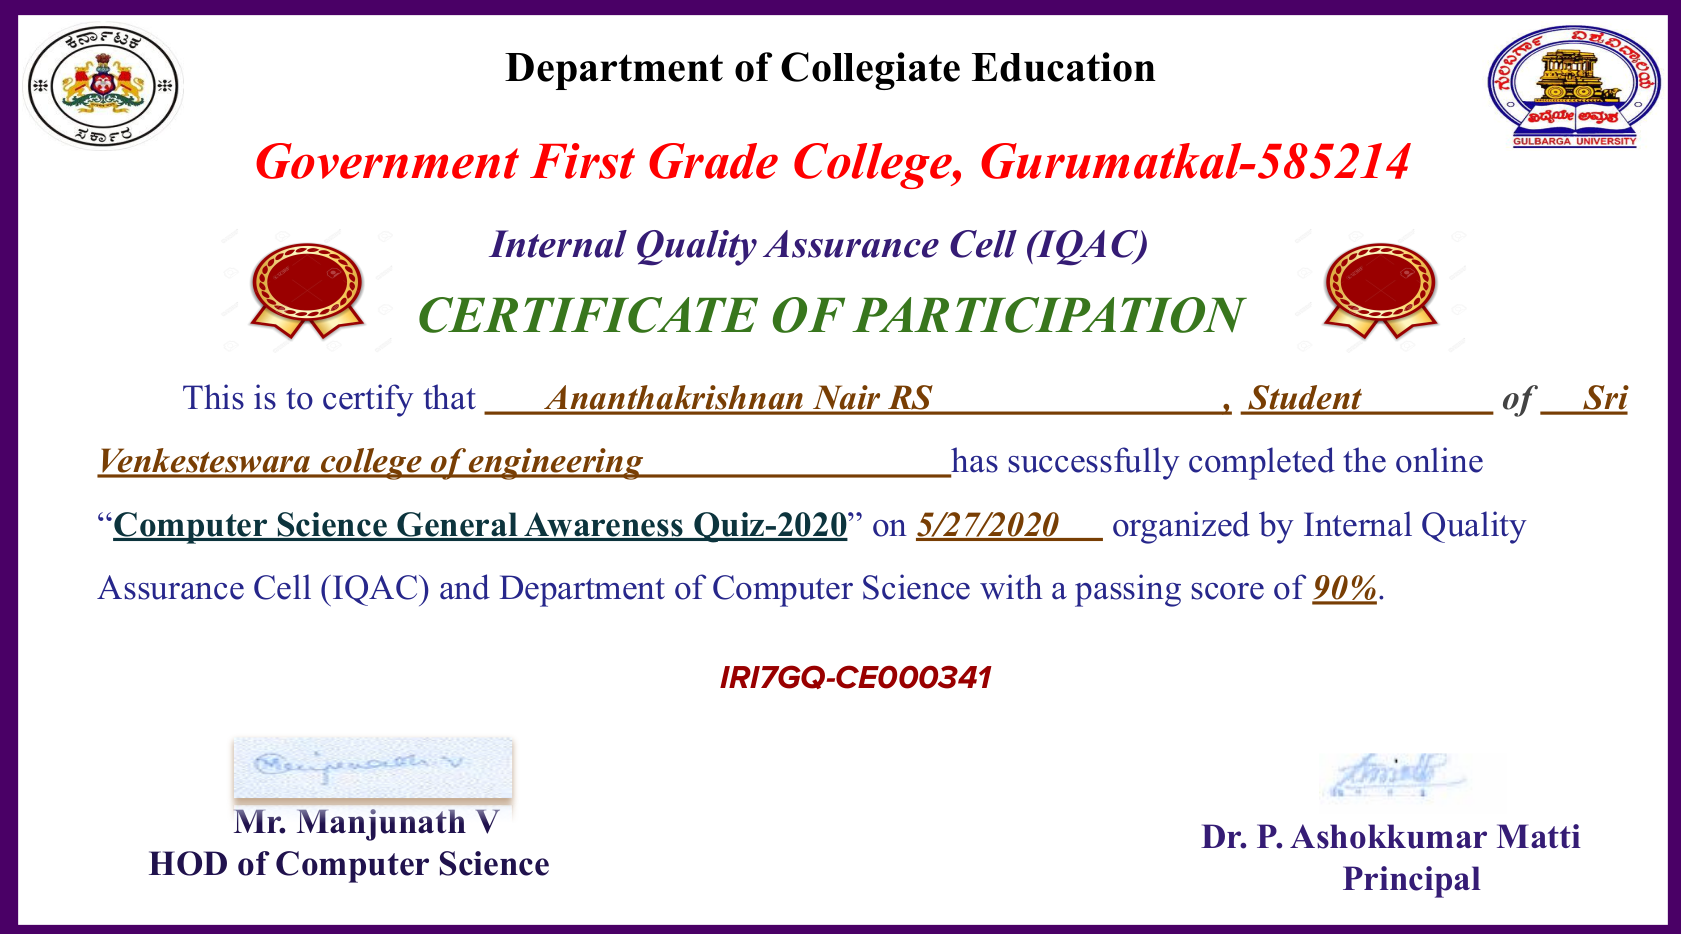 ಕರ್ನಾಟಕ
ಸರ್ಕಾರ
ಗುಲಬರ್ಗಾ ವಿಶ್ವವಿದ್ಯಾಲಯ
ವಿದ್ಯೆಯೇ ಅಮೃತ
GULBARGA UNIVERSITY
Department of Collegiate Education
Government First Grade College, Gurumatkal-585214
Internal Quality Assurance Cell (IQAC)
CERTIFICATE OF PARTICIPATION
This is to certify that Ananthakrishnan Nair RS , Student of Sri
Venkesteswara college of engineering has successfully completed the online
“Computer Science General Awareness Quiz-2020” on 5/27/2020 organized by Internal Quality
Assurance Cell (IQAC) and Department of Computer Science with a passing score of 90%.
IRI7GQ-CE000341
Manjunath V
Mr. Manjunath V
HOD of Computer Science
Dr. P. Ashokkumar Matti
Principal